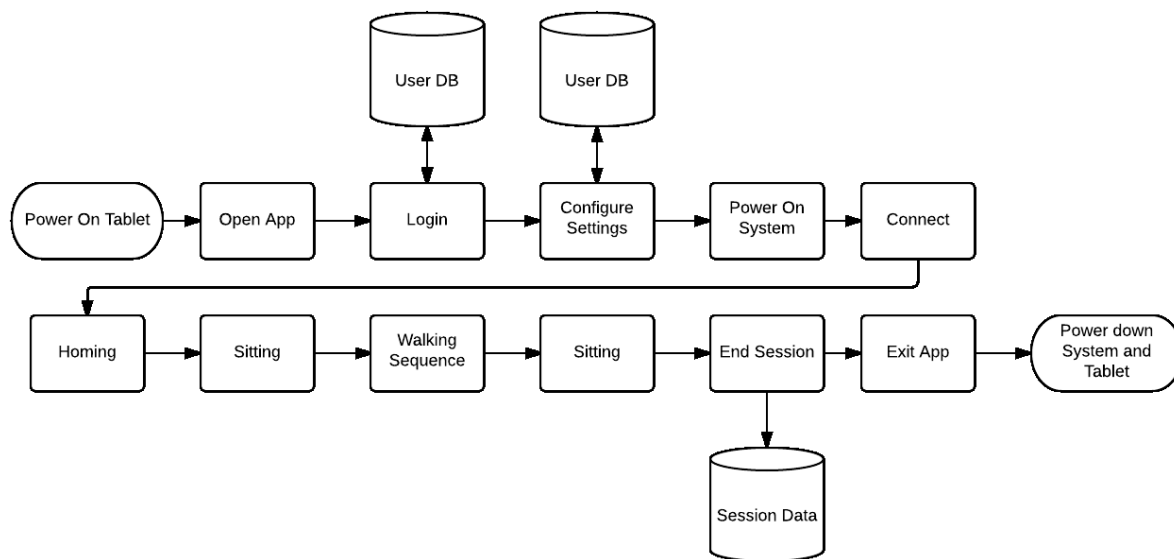 User DB
User DB
Power On Tablet
Open App
Login
Configure
Settings
Power On
System
Connect
Homing
Sitting
Walking
Sequence
Sitting
End Session
Exit App
Power down
System and
Tablet
Session Data